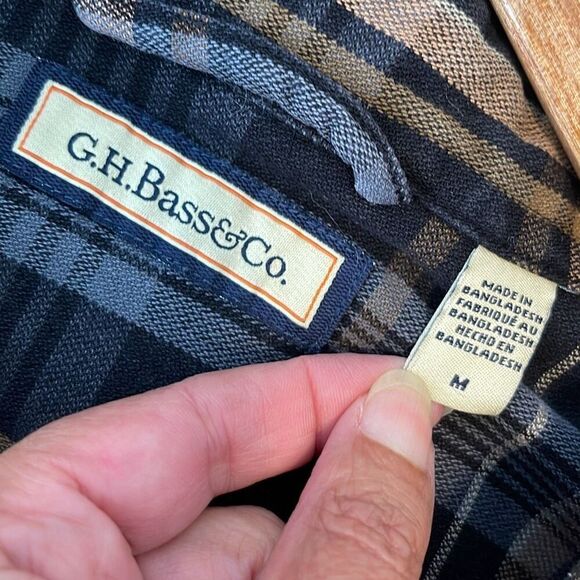 G.H.Bass&Co.
MADE IN
BANGLADESH
FABRIQUÉ AU
BANGLADESH
HECHO EN
BANGLADESH
M